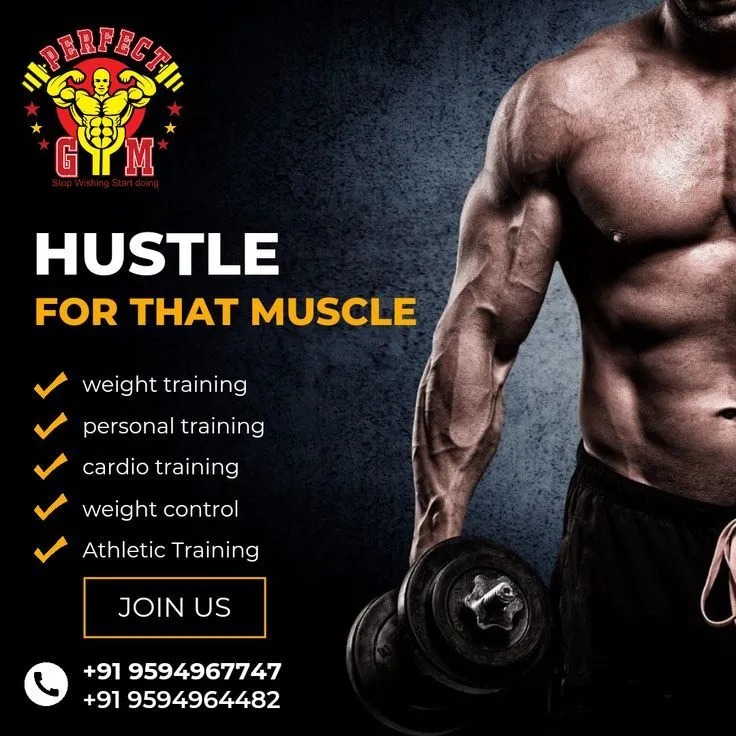 PERFECT
GYM
Stop Wishing Start doing
HUSTLE
FOR THAT MUSCLE
weight training
personal training
cardio training
weight control
Athletic Training
JOIN US
+91 9594967747
+91 9594964482